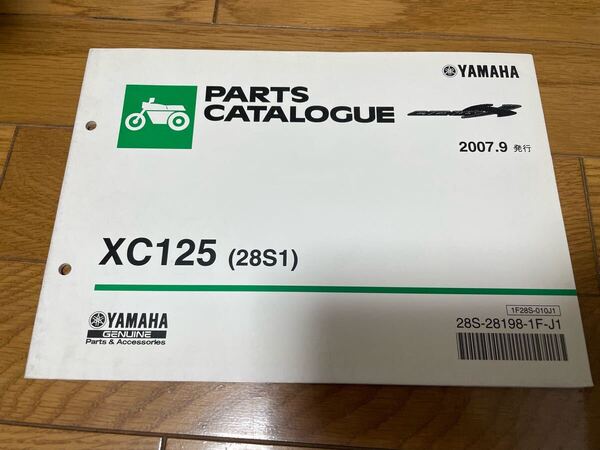 YAMAHA
PARTS
CATALOGUE
2007.9 発行
XC125 (28S1)
YAMAHA
GENUINE
Parts & Accessories
1F28S-010J1
28S-28198-1F-J1